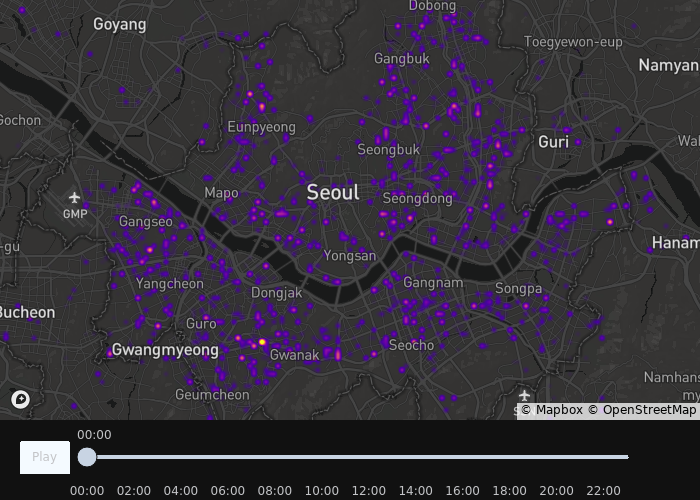 Dobong
Goyang
Toegyewon-eup
Gangbuk
Namyan
Gochon
Eunpyeong
Guri
Wal
Seongbuk
Mapo
Seoul
Seongdong
GMP
Gangseo
-gu
Hanam
Yongsan
Yangcheon
Gangnam
Songpa
Dongjak
Bucheon
Guro
Gwangmyeong
Gwanak
Seocho
Namhans
my
Geumcheon
© Mapbox © OpenStreetMap
00:00
Play
00:00 02:00 04:00 06:00 08:00 10:00 12:00 14:00 16:00 18:00 20:00 22:00